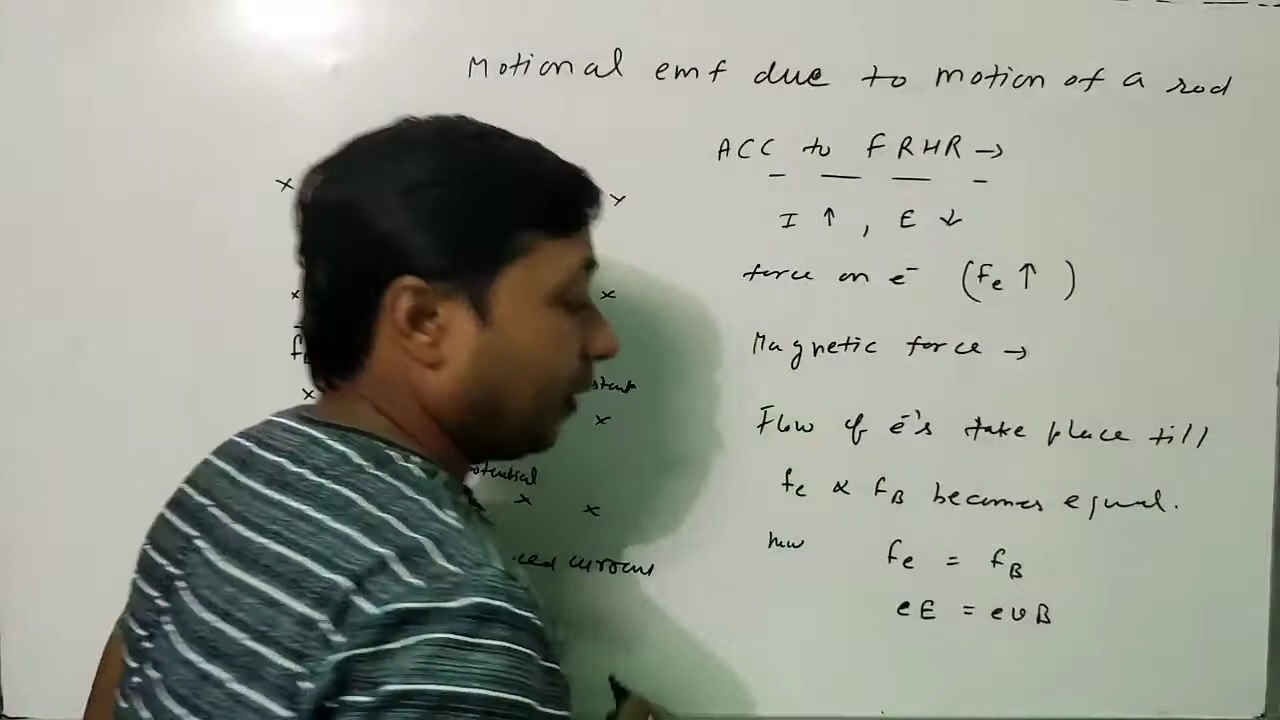 Motional emf due to motion of a rod
ACC to FRHR →
I ↑ , E ↓
force on e⁻ (Fe ↑ )
Magnetic force →
Flow of e⁻'s take place till
fe & fB becomes equal.
fe = fB
eE = evB
x x
x x
x
x
x x
current